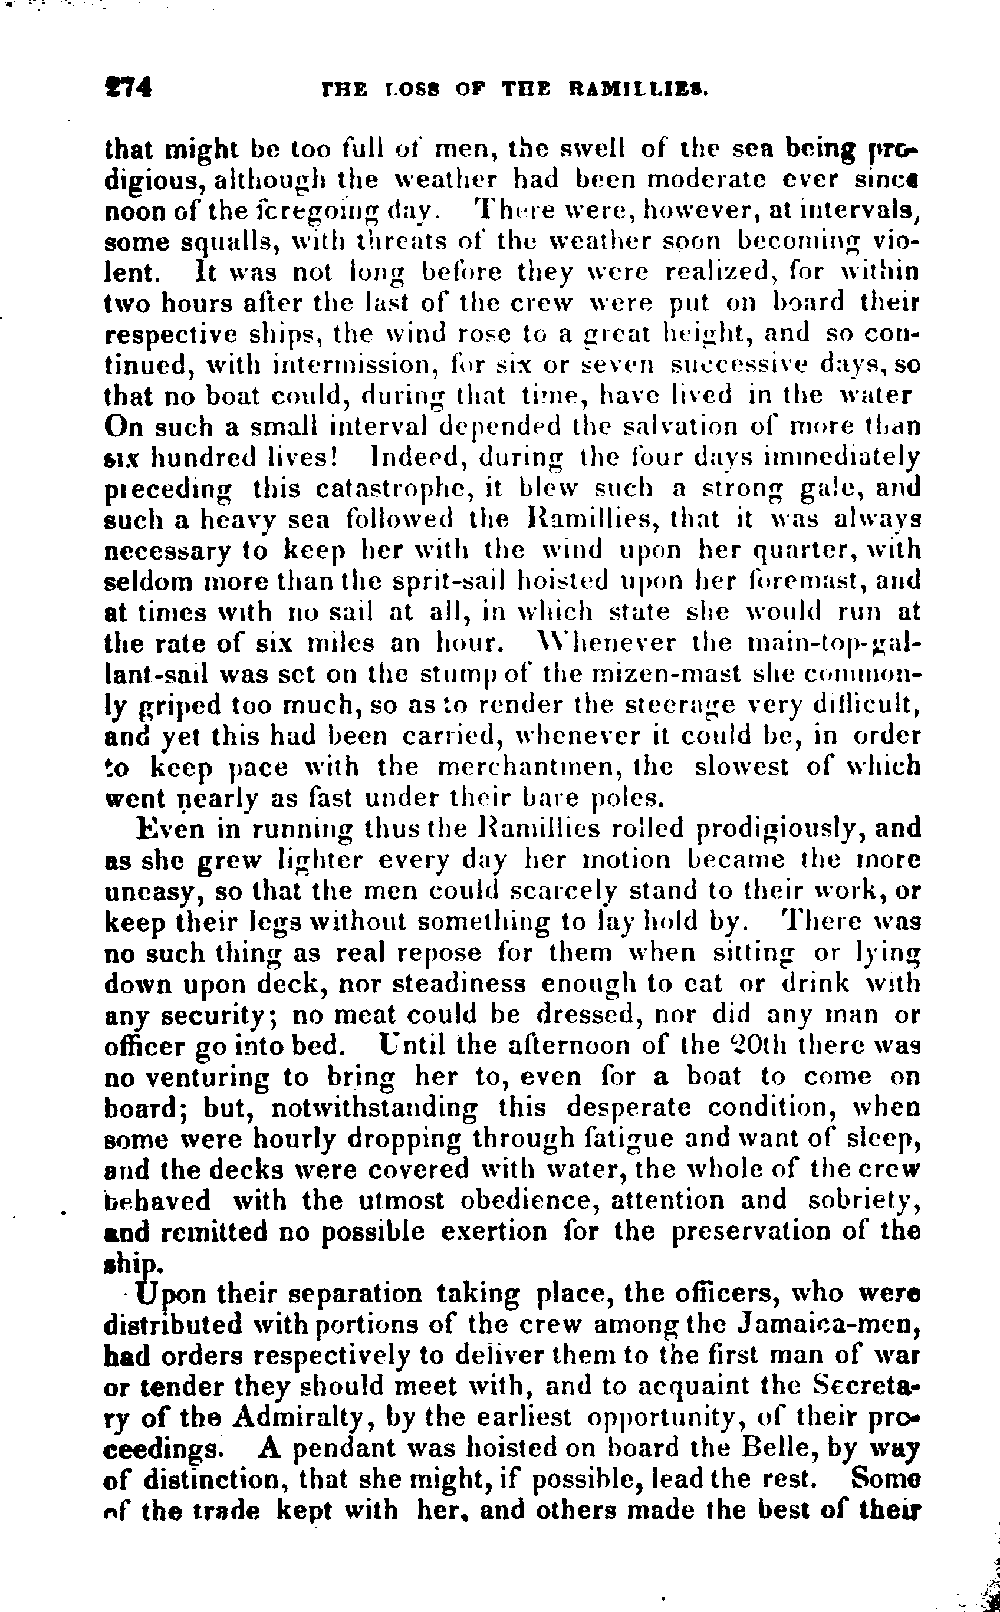 274 THE LOSS OF THE RAMILLIES.
that might be too full of men, the swell of the sea being pro-
digious, although the weather had been moderate ever since
noon of the foregoing day. There were, however, at intervals,
some squalls, with threats of the weather soon becoming vio-
lent. It was not long before they were realized, for within
two hours after the last of the crew were put on board their
respective ships, the wind rose to a great height, and so con-
tinued, with intermission, for six or seven successive days, so
that no boat could, during that time, have lived in the water
On such a small interval depended the salvation of more than
six hundred lives! Indeed, during the four days immediately
preceding this catastrophe, it blew such a strong gale, and
such a heavy sea followed the Ramillies, that it was always
necessary to keep her with the wind upon her quarter, with
seldom more than the sprit-sail hoisted upon her foremast, and
at times with no sail at all, in which state she would run at
the rate of six miles an hour. Whenever the main-top-gal-
lant-sail was set on the stump of the mizen-mast she common-
ly griped too much, so as to render the steerage very difficult,
and yet this had been carried, whenever it could be, in order
to keep pace with the merchantmen, the slowest of which
went nearly as fast under their bare poles.
Even in running thus the Ramillies rolled prodigiously, and
as she grew lighter every day her motion became the more
uneasy, so that the men could scarcely stand to their work, or
keep their legs without something to lay hold by. There was
no such thing as real repose for them when sitting or lying
down upon deck, nor steadiness enough to eat or drink with
any security; no meat could be dressed, nor did any man or
officer go into bed. Until the afternoon of the 20th there was
no venturing to bring her to, even for a boat to come on
board; but, notwithstanding this desperate condition, when
some were hourly dropping through fatigue and want of sleep,
and the decks were covered with water, the whole of the crew
behaved with the utmost obedience, attention and sobriety,
and remitted no possible exertion for the preservation of the
ship.
Upon their separation taking place, the officers, who were
distributed with portions of the crew among the Jamaica-men,
had orders respectively to deliver them to the first man of war
or tender they should meet with, and to acquaint the Secreta-
ry of the Admiralty, by the earliest opportunity, of their pro-
ceedings. A pendant was hoisted on board the Belle, by way
of distinction, that she might, if possible, lead the rest. Some
of the trade kept with her, and others made the best of their